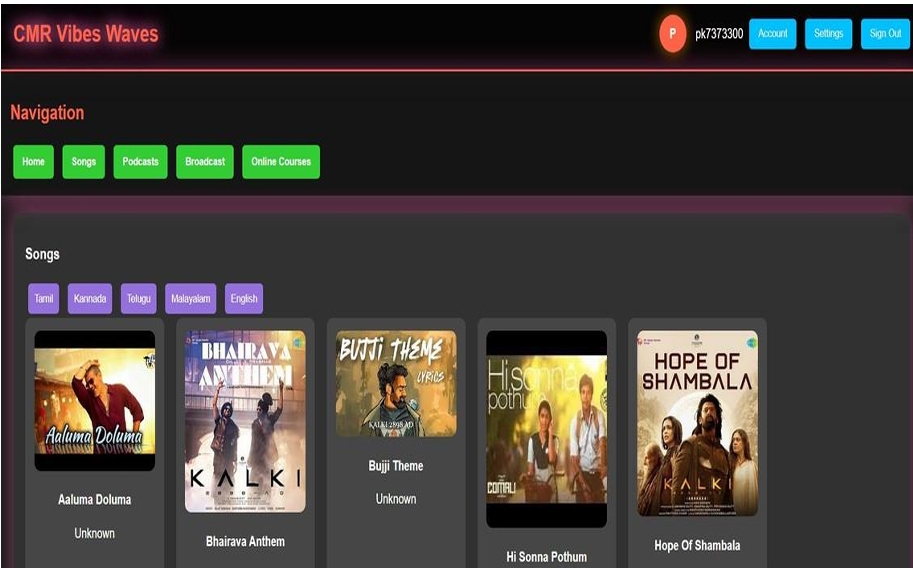 CMR Vibes Waves
P pk7373300 Account Settings Sign Out
Navigation
Home Songs Podcasts Broadcast Online Courses
Songs
Tamil Kannada Telugu Malayalam English
Aaluma Doluma
BHAIRAVA
ANTHEM
KALKI
BUJJi THEME
LYRICS
KALKI 2898 AD
Hi sonna
pothum
COMALI
HOPE OF
SHAMBALA
KALKI
Aaluma Doluma
Unknown
Bhairava Anthem
Bujji Theme
Unknown
Hi Sonna Pothum
Hope Of Shambala